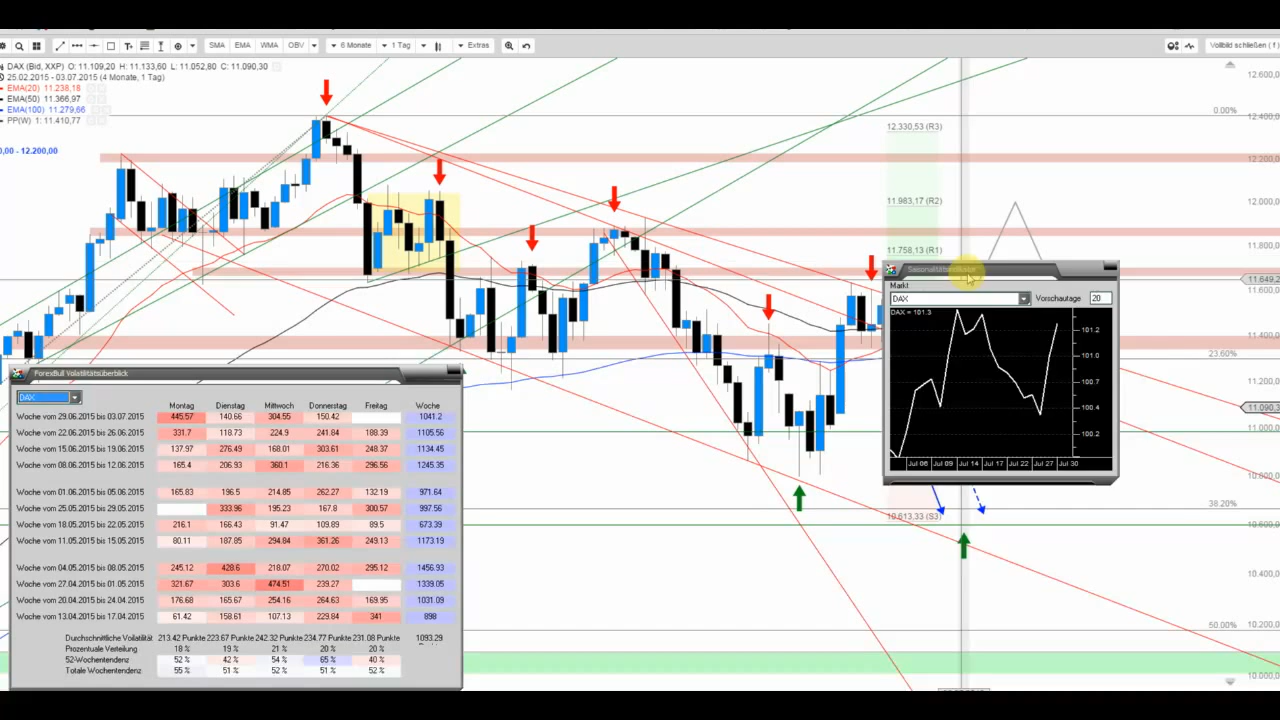 SMA EMA WMA OBV 6 Monate 1 Tag Extras Vollbild schließen ( f )
DAX (Bid, XXP) O: 11.109,20 H: 11.133,60 L: 11.052,80 C: 11.090,30
25.02.2015 - 03.07.2015 (4 Monate, 1 Tag)
EMA(20) 11.238,16
EMA(50) 11.366,97
EMA(100) 11.279,66
PP(W) 1: 11.410,77
00,00 - 12.200,00
12.600,0
0.00%
12.400,0
12.330,53 (R3)
12.200,0
11.983,17 (R2)
12.000,0
11.758,13 (R1)
11.800,0
11.649,2
11.600,0
23.60%
11.200,0
11.090,3
11.000,0
10.800,0
38.20%
10.613,33 (S3)
10.600,0
10.400,0
50.00%
10.200,0
10.000,0
Saisonalitätsindikator
Markt
DAX Vorschautage 20
DAX = 101.3
101.2
101.0
100.7
100.4
100.2
Jul 06 Jul 09 Jul 14 Jul 17 Jul 22 Jul 27 Jul 30
ForexBull Volatilitätsüberblick
DAX
Montag Dienstag Mittwoch Donnerstag Freitag Woche
Woche vom 29.06.2015 bis 03.07.2015 445.57 140.66 304.55 150.42 1041.2
Woche vom 22.06.2015 bis 26.06.2015 331.7 118.73 224.9 241.84 188.39 1105.56
Woche vom 15.06.2015 bis 19.06.2015 137.97 276.49 168.01 303.61 248.37 1134.45
Woche vom 08.06.2015 bis 12.06.2015 165.4 206.93 360.1 216.36 296.56 1245.35
Woche vom 01.06.2015 bis 05.06.2015 165.83 196.5 214.85 262.27 132.19 971.64
Woche vom 25.05.2015 bis 29.05.2015 333.96 195.23 167.8 300.57 997.56
Woche vom 18.05.2015 bis 22.05.2015 216.1 166.43 91.47 109.89 89.5 673.39
Woche vom 11.05.2015 bis 15.05.2015 80.11 187.85 294.84 361.26 249.13 1173.19
Woche vom 04.05.2015 bis 08.05.2015 245.12 428.6 218.07 270.02 295.12 1456.93
Woche vom 27.04.2015 bis 01.05.2015 321.67 303.6 474.51 239.27 1339.05
Woche vom 20.04.2015 bis 24.04.2015 176.68 165.67 254.16 264.63 169.95 1031.09
Woche vom 13.04.2015 bis 17.04.2015 61.42 158.61 107.13 229.84 341 898
Durchschnittliche Volatilität 213.42 Punkte 223.67 Punkte 242.32 Punkte 234.77 Punkte 231.08 Punkte 1093.29
Prozentuale Verteilung 18 % 19 % 21 % 20 % 20 %
52-Wochentendenz 52 % 42 % 54 % 65 % 40 %
Totale Wochentendenz 55 % 51 % 52 % 51 % 52 %